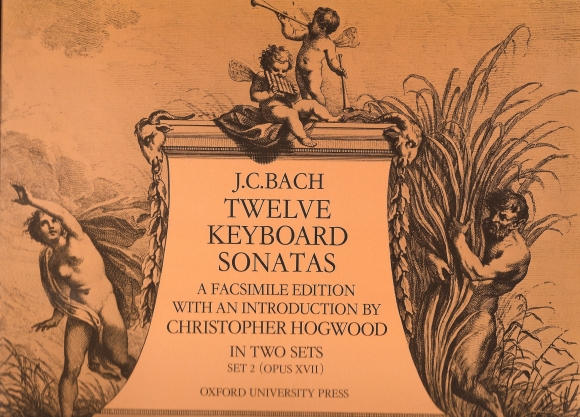 J.C.BACH
TWELVE
KEYBOARD
SONATAS
A FACSIMILE EDITION
WITH AN INTRODUCTION BY
CHRISTOPHER HOGWOOD
IN TWO SETS
SET 2 (OPUS XVII)
OXFORD UNIVERSITY PRESS